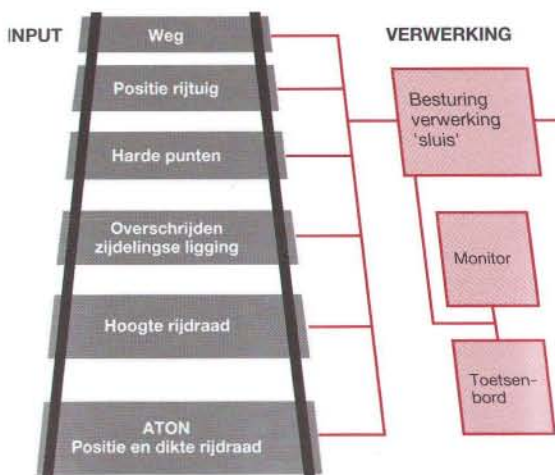 INPUT
Weg
Positie rijtuig
Harde punten
Overschrijden
zijdelingse ligging
Hoogte rijdraad
ATON
Positie en dikte rijdraad
VERWERKING
Besturing
verwerking
'sluis'
Monitor
Toetsen-
bord